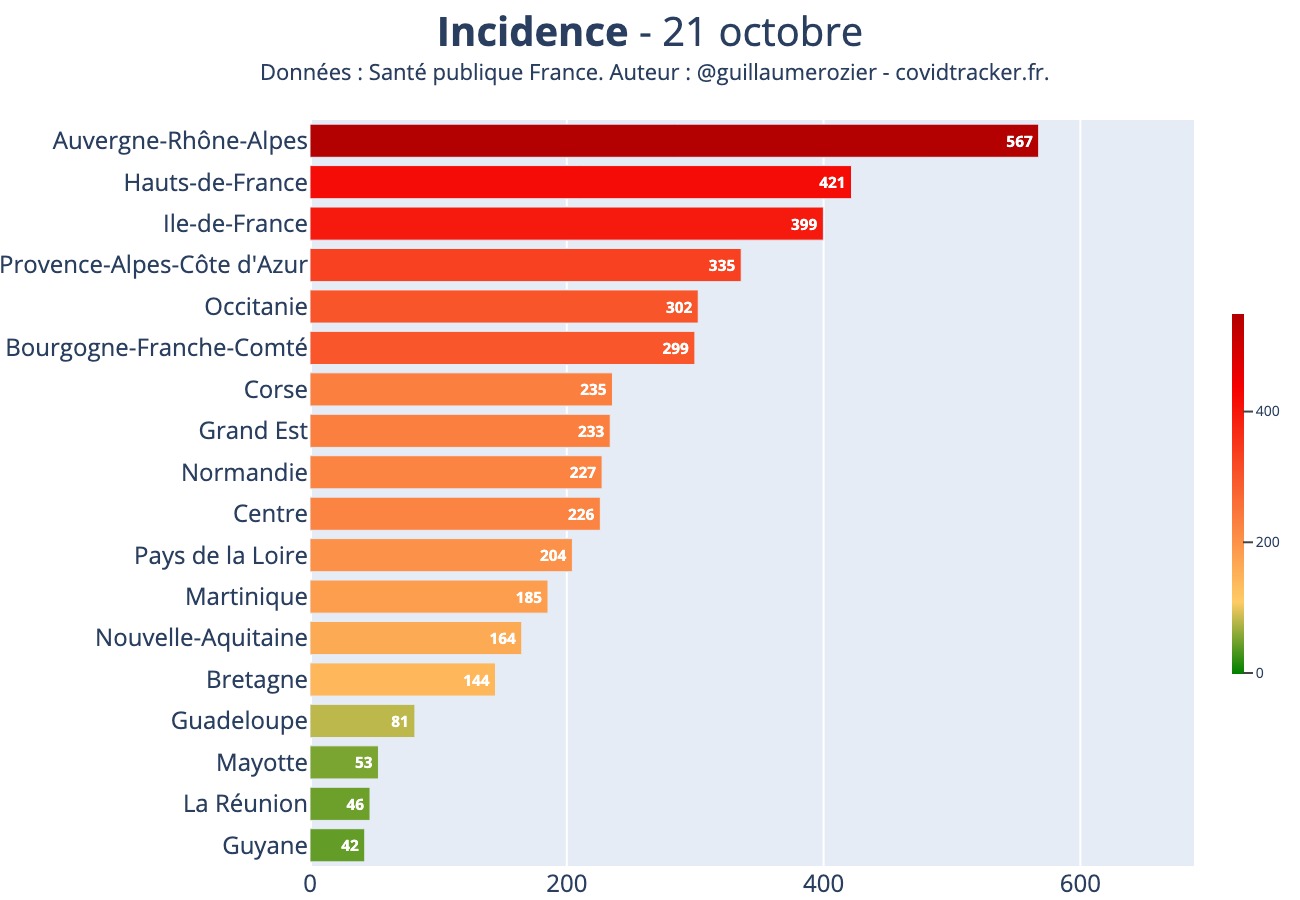 Incidence - 21 octobre
Données : Santé publique France. Auteur : @guillaumerozier - covidtracker.fr.
Auvergne-Rhône-Alpes 567
Hauts-de-France 421
Ile-de-France 399
Provence-Alpes-Côte d'Azur 335
Occitanie 302
Bourgogne-Franche-Comté 299
Corse 235
Grand Est 233
Normandie 227
Centre 226
Pays de la Loire 204
Martinique 185
Nouvelle-Aquitaine 164
Bretagne 144
Guadeloupe 81
Mayotte 53
La Réunion 46
Guyane 42
0 200 400 600
400
200
0